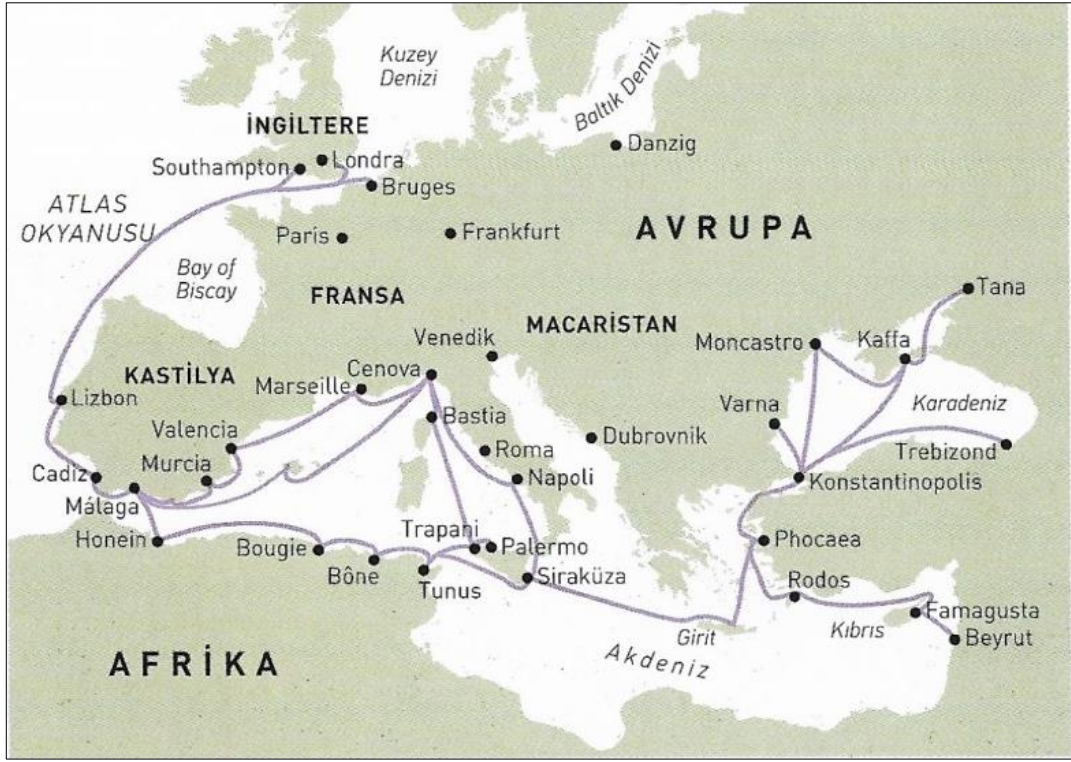 Kuzey
Denizi
Baltık Denizi
İNGİLTERE
Danzig
Southampton
Londra
Bruges
ATLAS
OKYANUSU
AVRUPA
Paris
Frankfurt
Bay of
Biscay
Tana
FRANSA
MACARİSTAN
Venedik
Moncastro
Kaffa
Cenova
KASTİLYA
Marseille
Lizbon
Bastia
Varna
Karadeniz
Valencia
Roma
Dubrovnik
Trebizond
Murcia
Cadiz
Napoli
Konstantinopolis
Málaga
Trapani
Honein
Bougie
Palermo
Phocaea
Bône
Tunus
Siraküza
Rodos
Famagusta
Girit
Kıbrıs
Beyrut
AFRİKA
Akdeniz